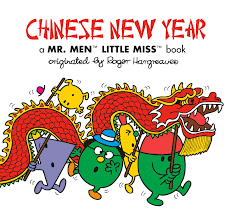 CHINESE NEW YEAR
a MR. MEN™ LITTLE MISS™ book
originated by Roger Hargreaves